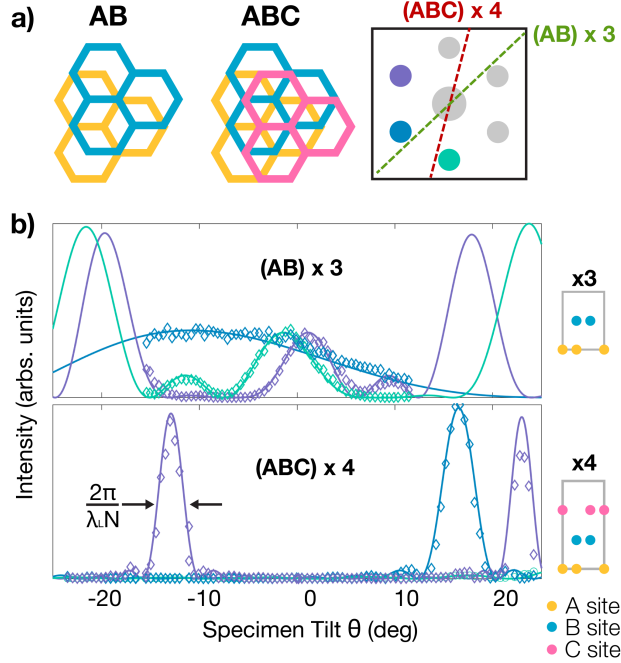 a)
AB
ABC
(ABC) x 4
(AB) x 3
b)
(AB) x 3
x3
Intensity (arbs. units)
(ABC) x 4
2π
λLN
x4
-20
-10
0
10
20
Specimen Tilt θ (deg)
A site
B site
C site